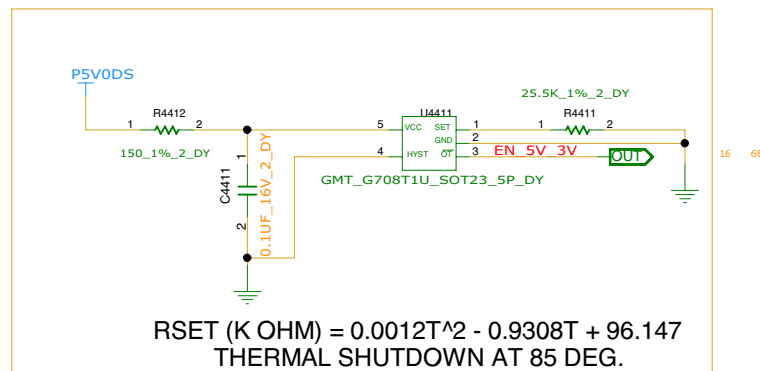 P5V0DS
R4412
1 2
150_1%_2_DY
1
C4411
2
0.1UF_16V_2_DY
U4411
5 VCC SET 1
GND 2
4 HYST OT 3
GMT_G708T1U_SOT23_5P_DY
25.5K_1%_2_DY
R4411
1 2
EN_5V_3V
OUT
16 68
RSET (K OHM) = 0.0012T^2 - 0.9308T + 96.147
THERMAL SHUTDOWN AT 85 DEG.